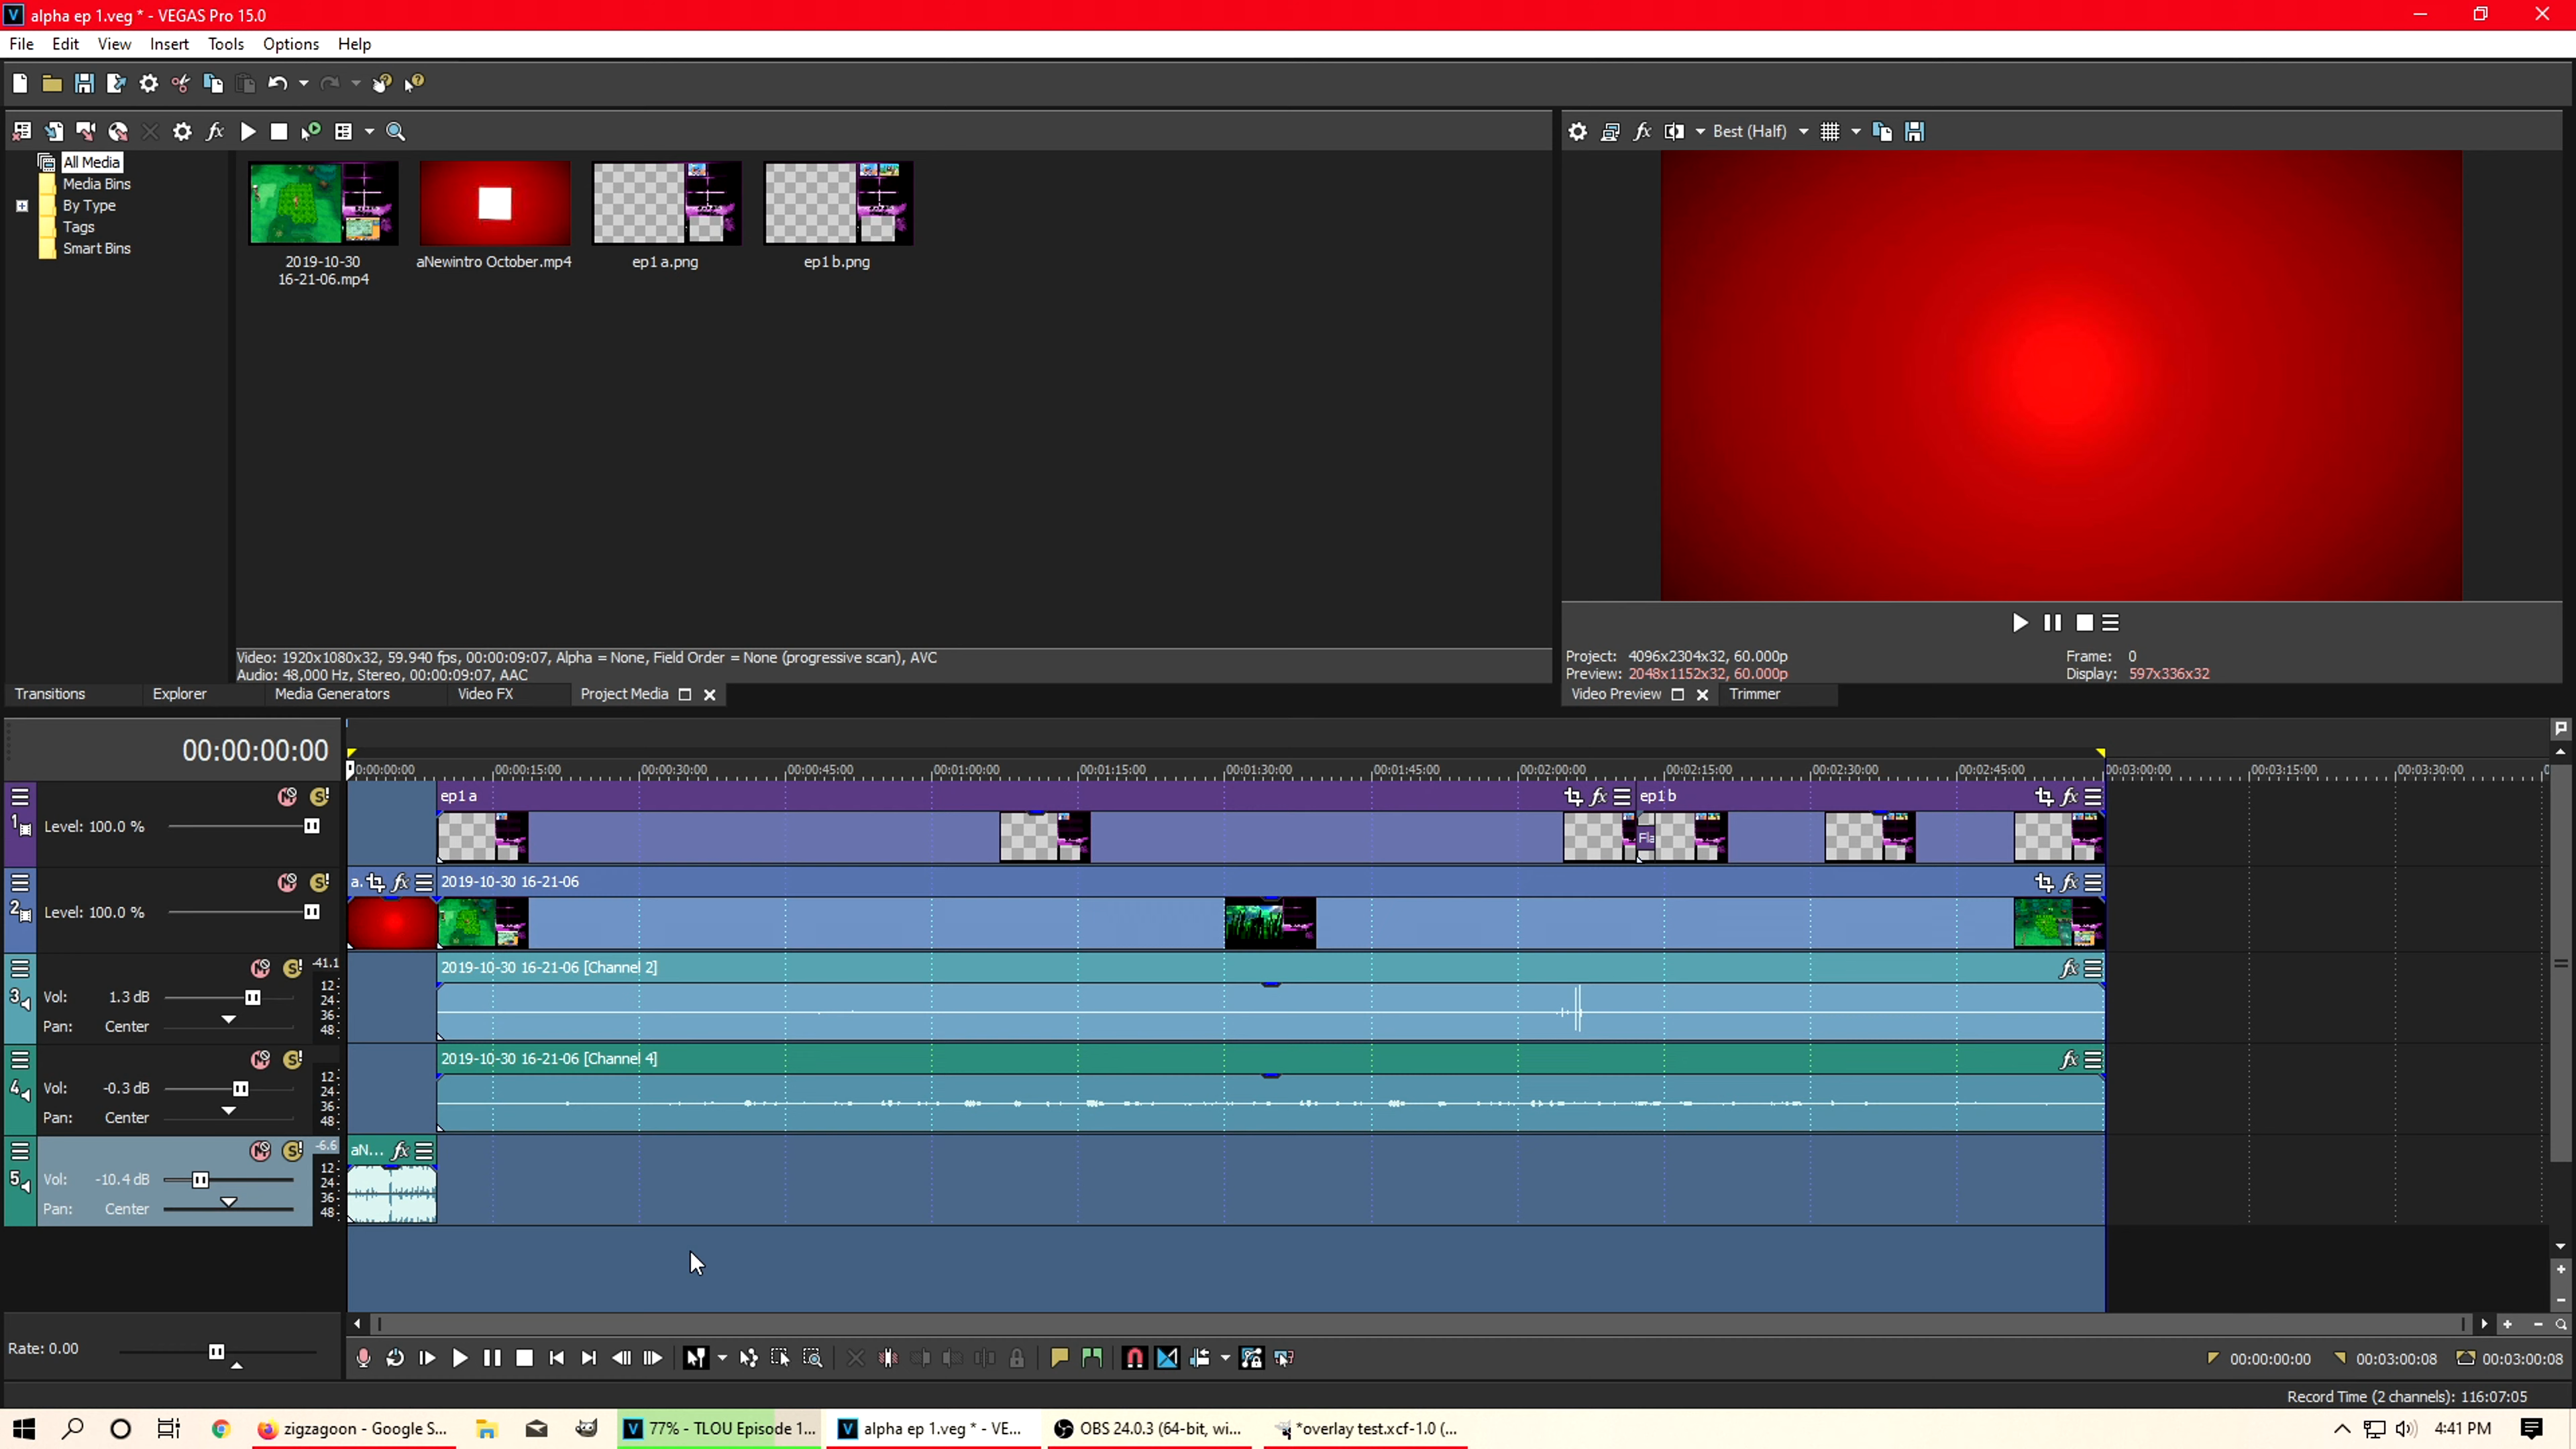 alpha ep 1.veg * - VEGAS Pro 15.0
File Edit View Insert Tools Options Help
All Media
Media Bins
By Type
Tags
Smart Bins
2019-10-30
16-21-06.mp4
aNewintro October.mp4
ep1 a.png
ep1 b.png
Best (Half)
Video: 1920x1080x32, 59.940 fps, 00:00:09:07, Alpha = None, Field Order = None (progressive scan), AVC
Audio: 48,000 Hz, Stereo, 00:00:09:07, AAC
Project: 4096x2304x32, 60.000p
Frame: 0
Preview: 2048x1152x32, 60.000p
Display: 597x336x32
Transitions Explorer Media Generators Video FX Project Media
Video Preview Trimmer
00:00:00:00
0:00:00:00 00:00:15:00 00:00:30:00 00:00:45:00 00:01:00:00 00:01:15:00 00:01:30:00 00:01:45:00 00:02:00:00 00:02:15:00 00:02:30:00 00:02:45:00 00:03:00:00 00:03:15:00 00:03:30:00
1
Level: 100.0 %
ep1 a
ep1 b
Fla
2
Level: 100.0 %
a.
2019-10-30 16-21-06
3
Vol: 1.3 dB
Pan: Center
-41.1
12
24
36
48
2019-10-30 16-21-06 [Channel 2]
4
Vol: -0.3 dB
Pan: Center
12
24
36
48
2019-10-30 16-21-06 [Channel 4]
5
Vol: -10.4 dB
Pan: Center
-6.6
12
24
36
48
aN...
Rate: 0.00
00:00:00:00 00:03:00:08 00:03:00:08
Record Time (2 channels): 116:07:05
zigzagoon - Google S...
77% - TLOU Episode 1...
alpha ep 1.veg * - VE...
OBS 24.0.3 (64-bit, wi...
*overlay test.xcf-1.0 (...
4:41 PM